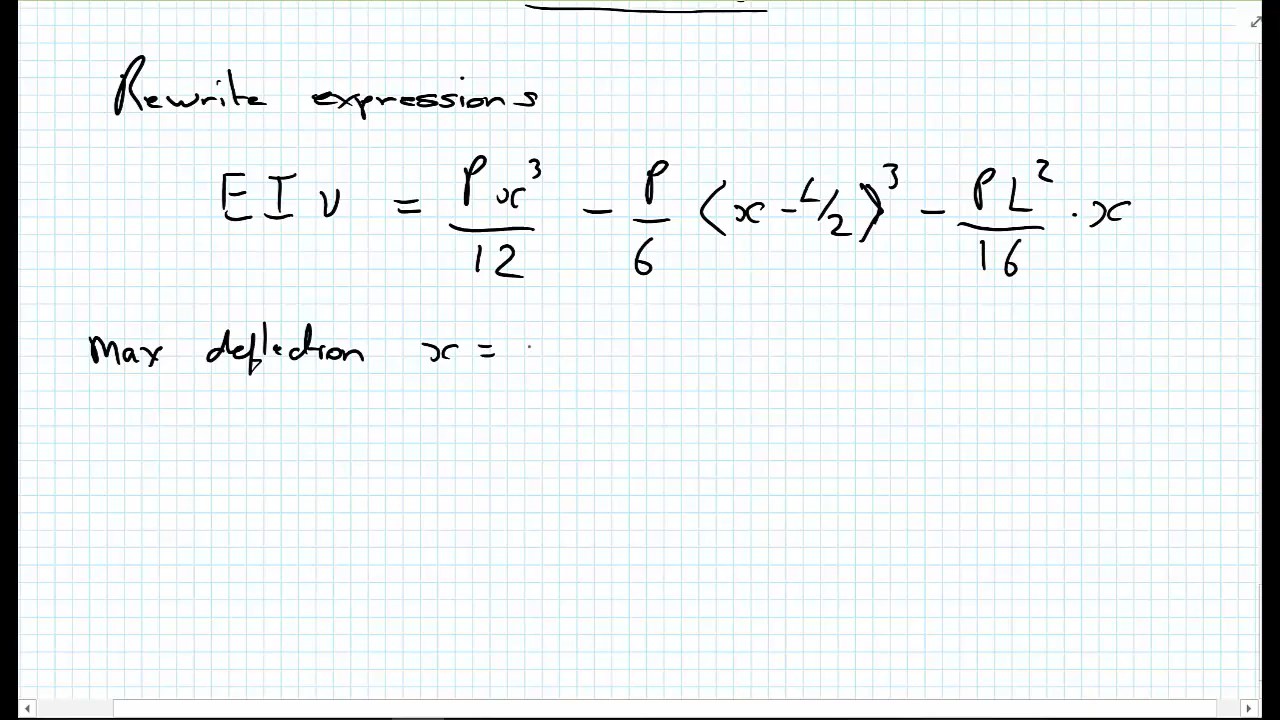 Rewrite expressions
EIv = Px³/12 - P/6 ⟨x - L/2⟩³ - PL²/16 · x
Max deflection x =